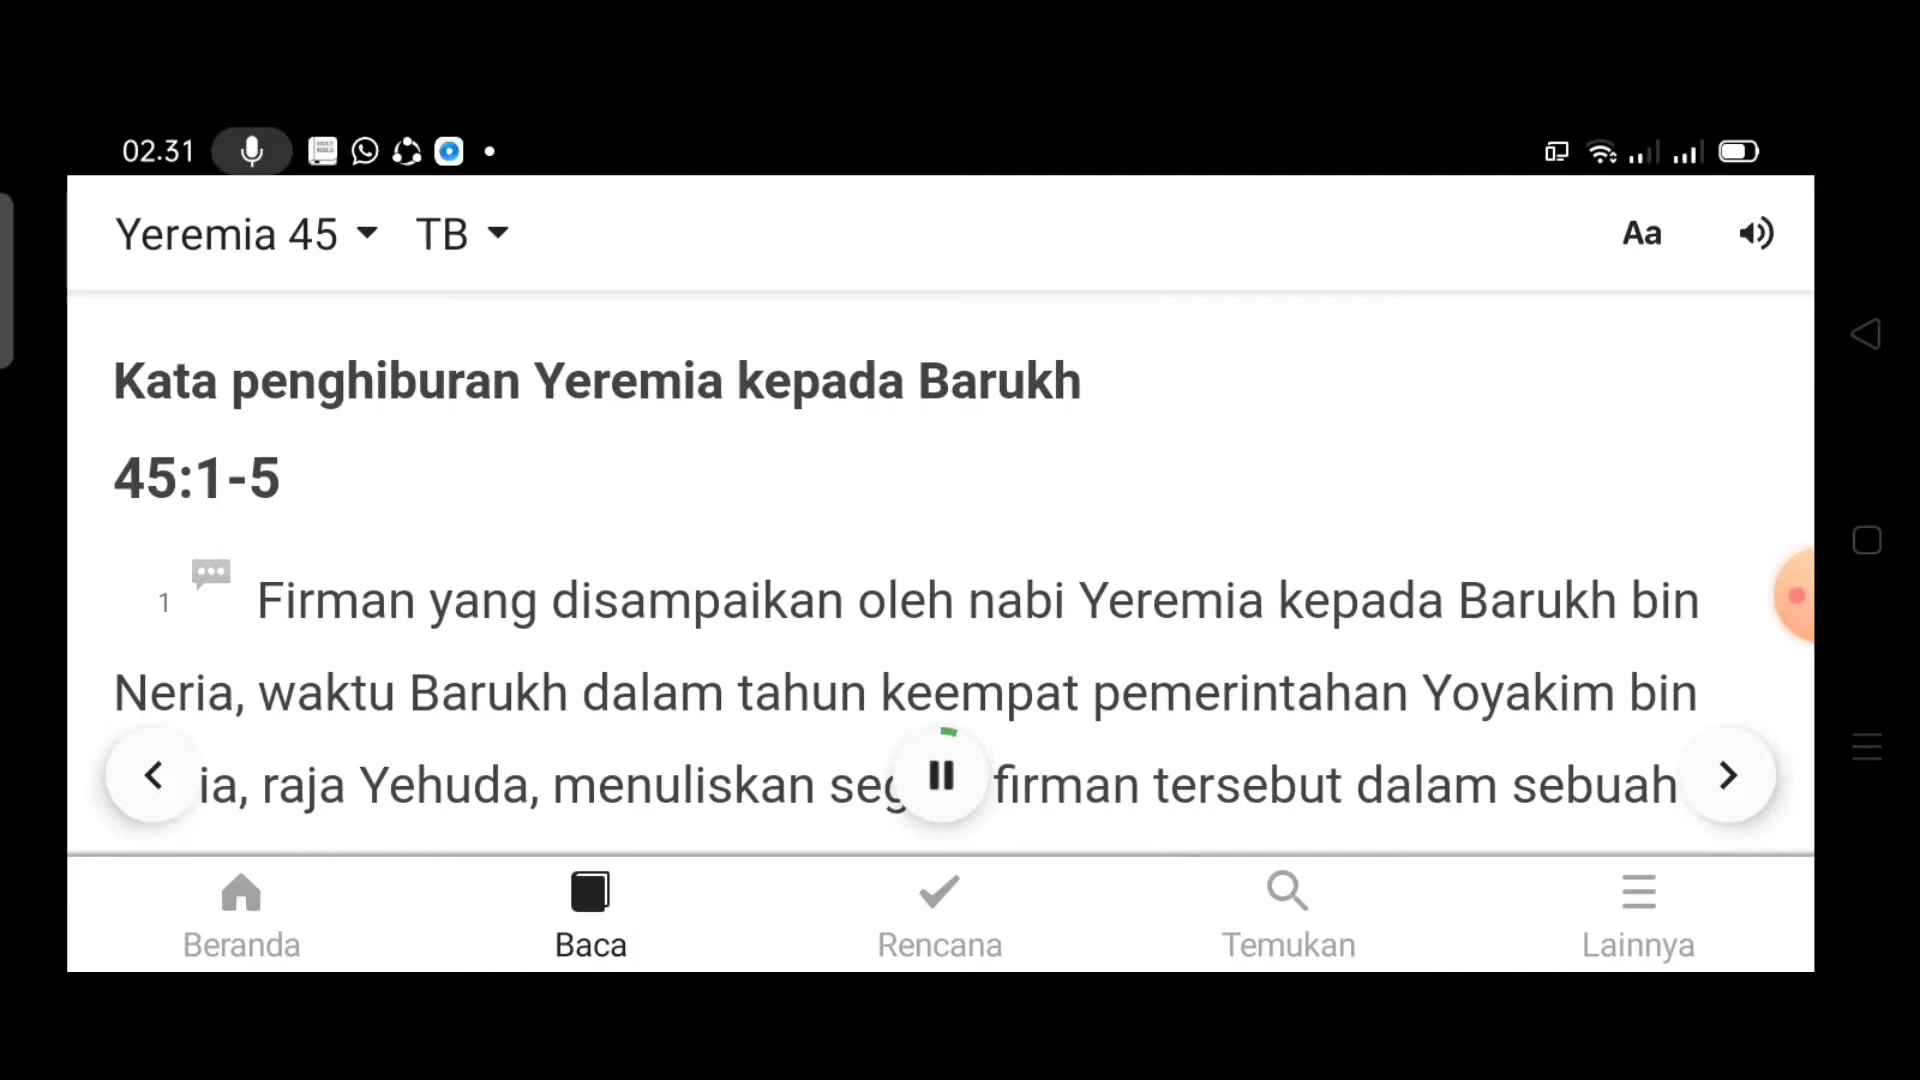 02.31
Yeremia 45 TB Aa
Kata penghiburan Yeremia kepada Barukh
45:1-5
1 Firman yang disampaikan oleh nabi Yeremia kepada Barukh bin
Neria, waktu Barukh dalam tahun keempat pemerintahan Yoyakim bin
ia, raja Yehuda, menuliskan seg firman tersebut dalam sebuah
Beranda Baca Rencana Temukan Lainnya